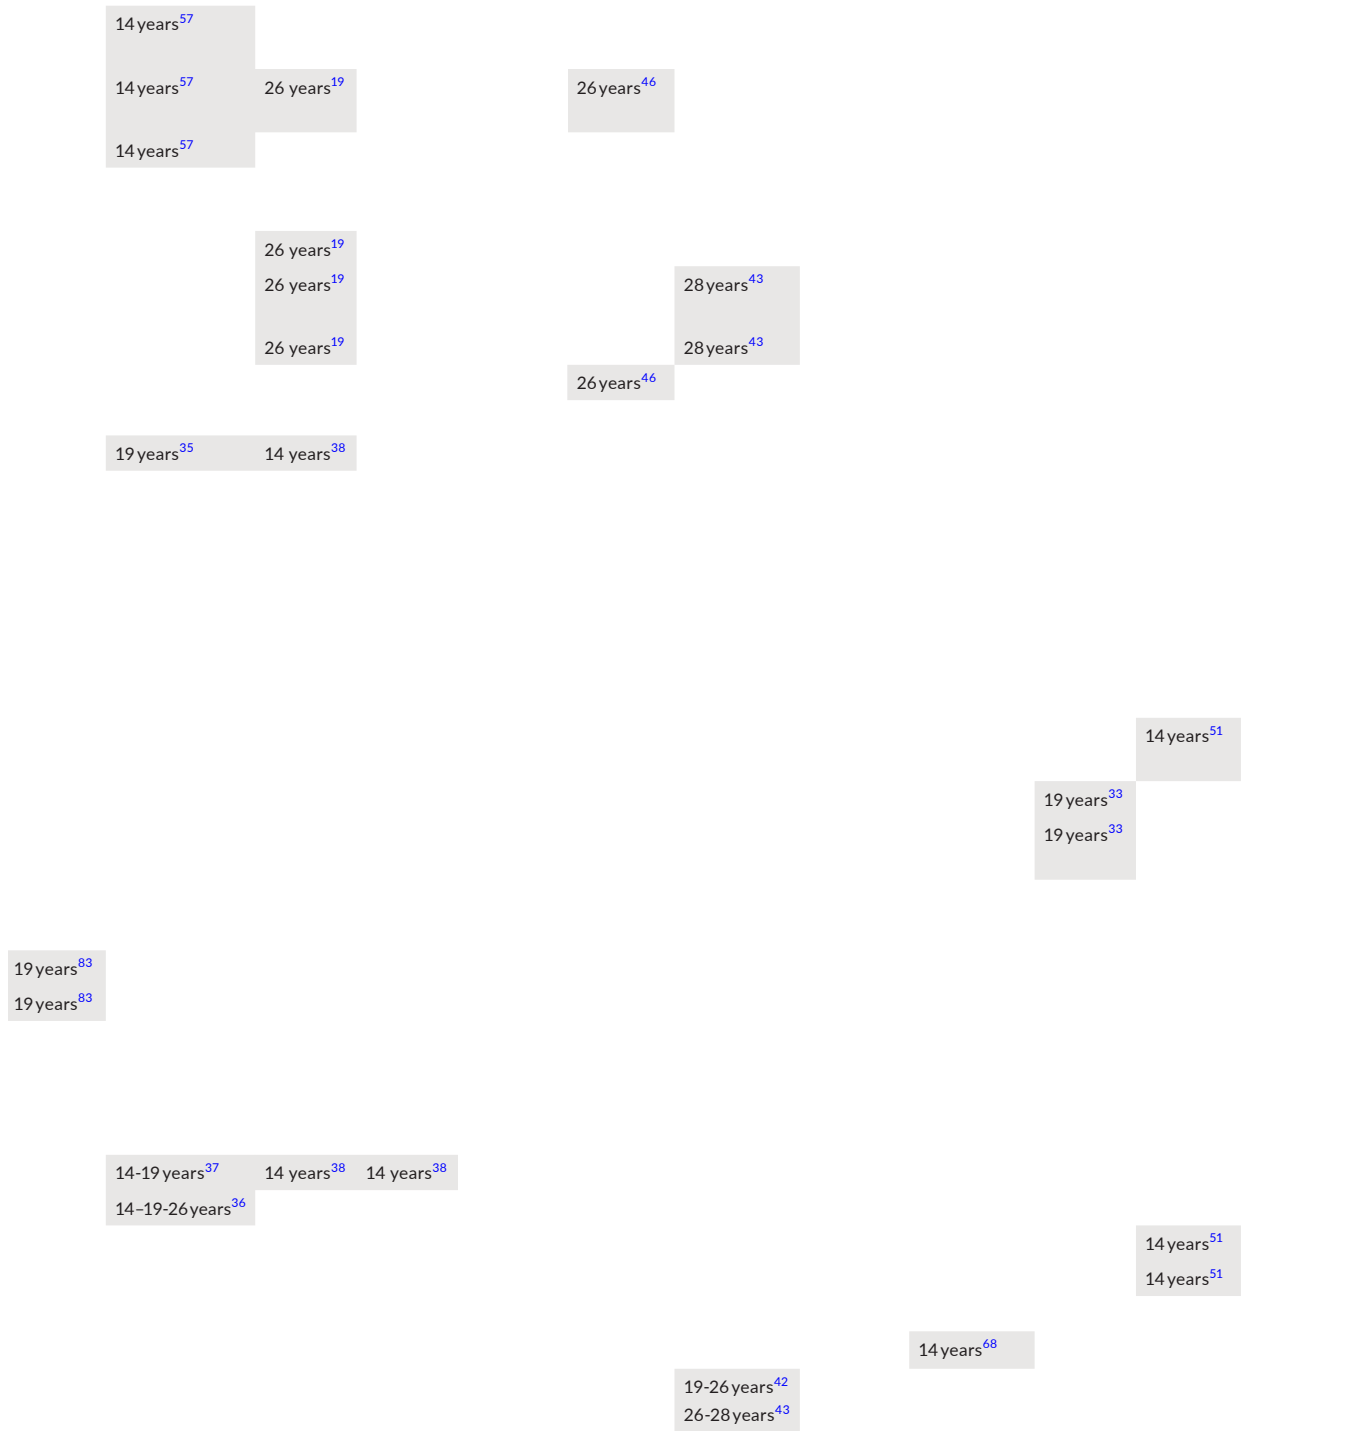 14 years57
14 years57 26 years19 26 years46
14 years57
26 years19
26 years19 28 years43
26 years19 28 years43
26 years46
19 years35 14 years38
14 years51
19 years33
19 years33
19 years83
19 years83
14-19 years37 14 years38 14 years38
14–19-26 years36
14 years51
14 years51
14 years68
19-26 years42
26-28 years43